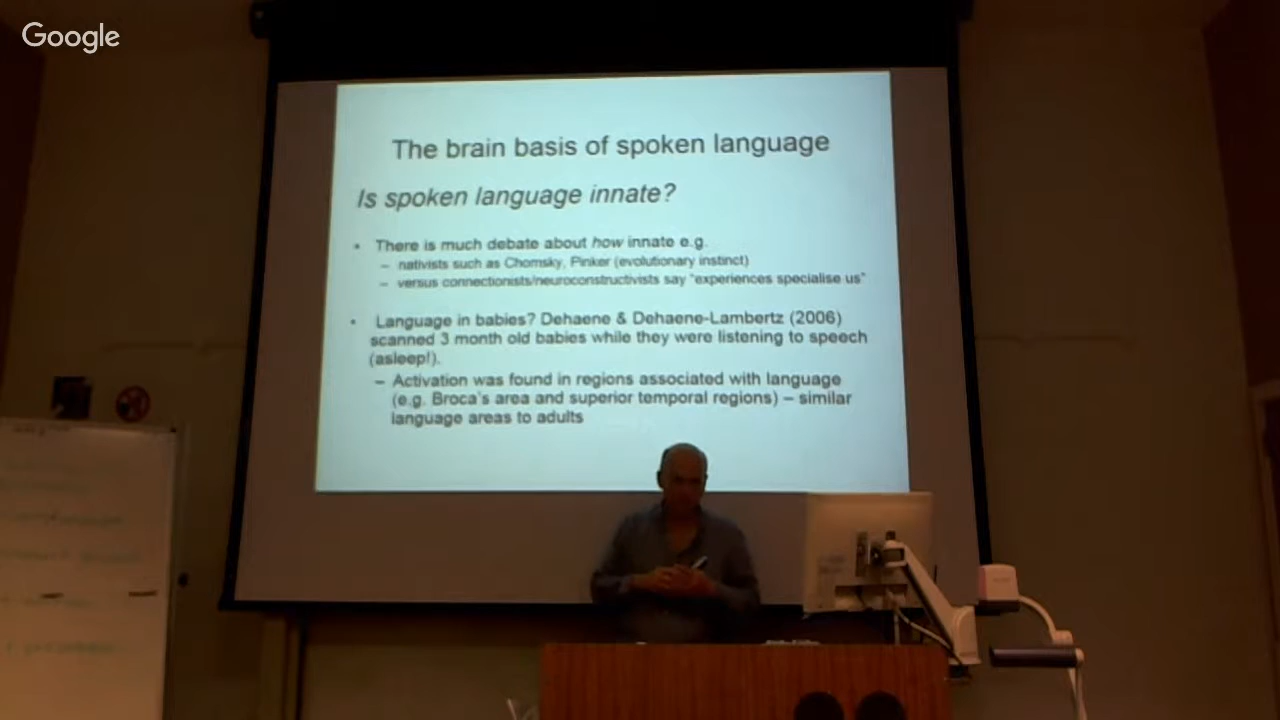 Google
The brain basis of spoken language
Is spoken language innate?
• There is much debate about how innate e.g.
– nativists such as Chomsky, Pinker (evolutionary instinct)
– versus connectionists/neuroconstructivists say "experiences specialise us"
• Language in babies? Dehaene & Dehaene-Lambertz (2006)
scanned 3 month old babies while they were listening to speech
(asleep!).
– Activation was found in regions associated with language
(e.g. Broca's area and superior temporal regions) – similar
language areas to adults